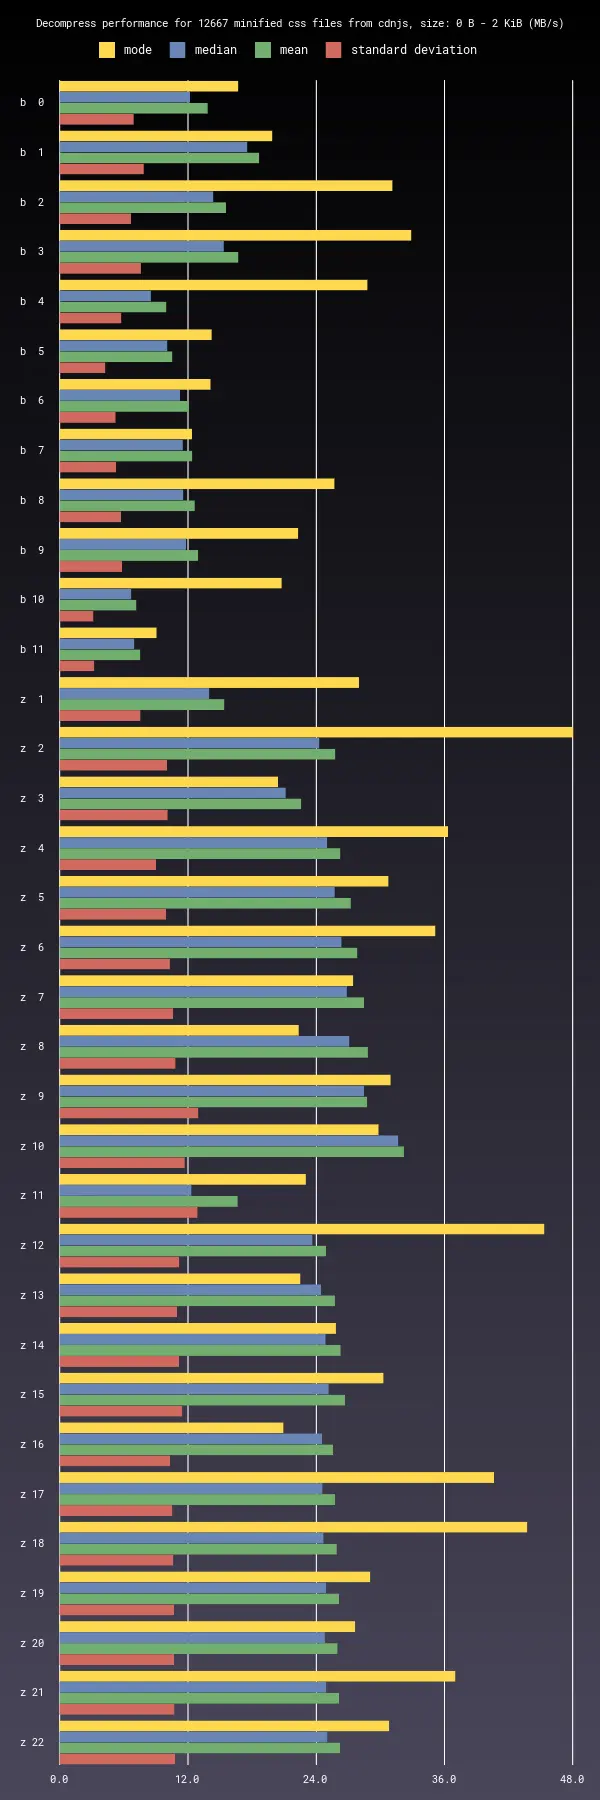 Decompress performance for 12667 minified css files from cdnjs, size: 0 B - 2 KiB (MB/s)
mode median mean standard deviation
b 0
b 1
b 2
b 3
b 4
b 5
b 6
b 7
b 8
b 9
b 10
b 11
z 1
z 2
z 3
z 4
z 5
z 6
z 7
z 8
z 9
z 10
z 11
z 12
z 13
z 14
z 15
z 16
z 17
z 18
z 19
z 20
z 21
z 22
0.0 12.0 24.0 36.0 48.0